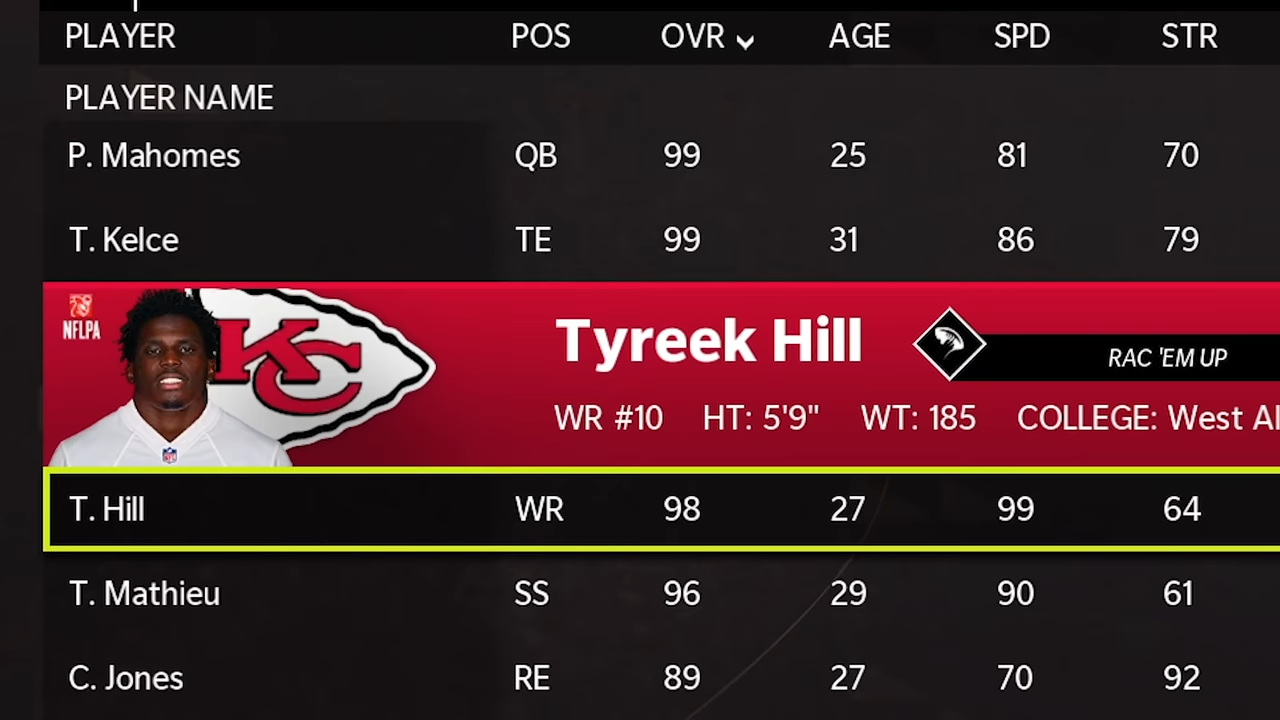 PLAYER POS OVR AGE SPD STR
PLAYER NAME
P. Mahomes QB 99 25 81 70
T. Kelce TE 99 31 86 79
NFLPA
KC
Tyreek Hill
RAC 'EM UP
WR #10 HT: 5'9" WT: 185 COLLEGE: West Al
T. Hill WR 98 27 99 64
T. Mathieu SS 96 29 90 61
C. Jones RE 89 27 70 92